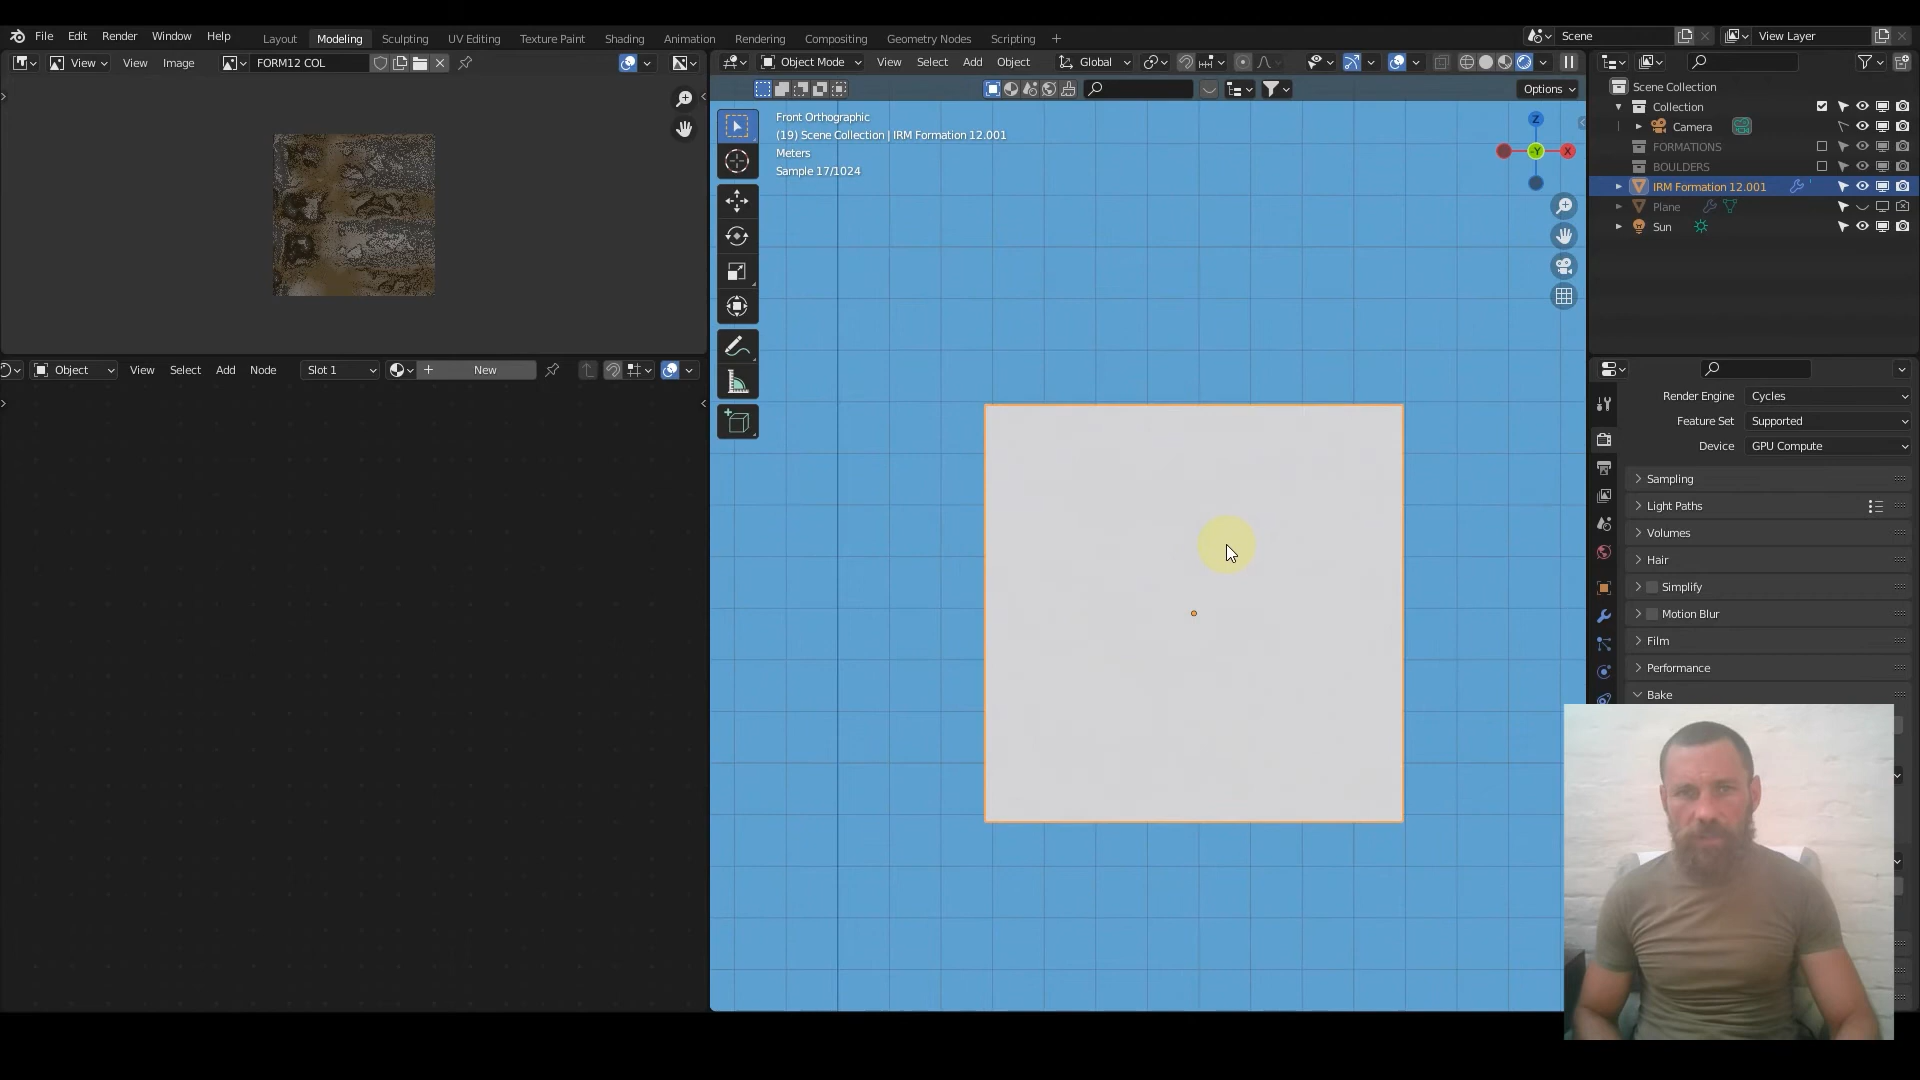 File Edit Render Window Help
Layout Modeling Sculpting UV Editing Texture Paint Shading Animation Rendering Compositing Geometry Nodes Scripting +
Scene
View Layer
View View Image FORM12 COL
Object Mode View Select Add Object Global
Options
Front Orthographic
(19) Scene Collection | IRM Formation 12.001
Meters
Sample 17/1024
Z
-Y
X
Scene Collection
Collection
Camera
FORMATIONS
BOULDERS
IRM Formation 12.001
Plane
Sun
Object View Select Add Node Slot 1 New
Render Engine Cycles
Feature Set Supported
Device GPU Compute
Sampling
Light Paths
Volumes
Hair
Simplify
Motion Blur
Film
Performance
Bake